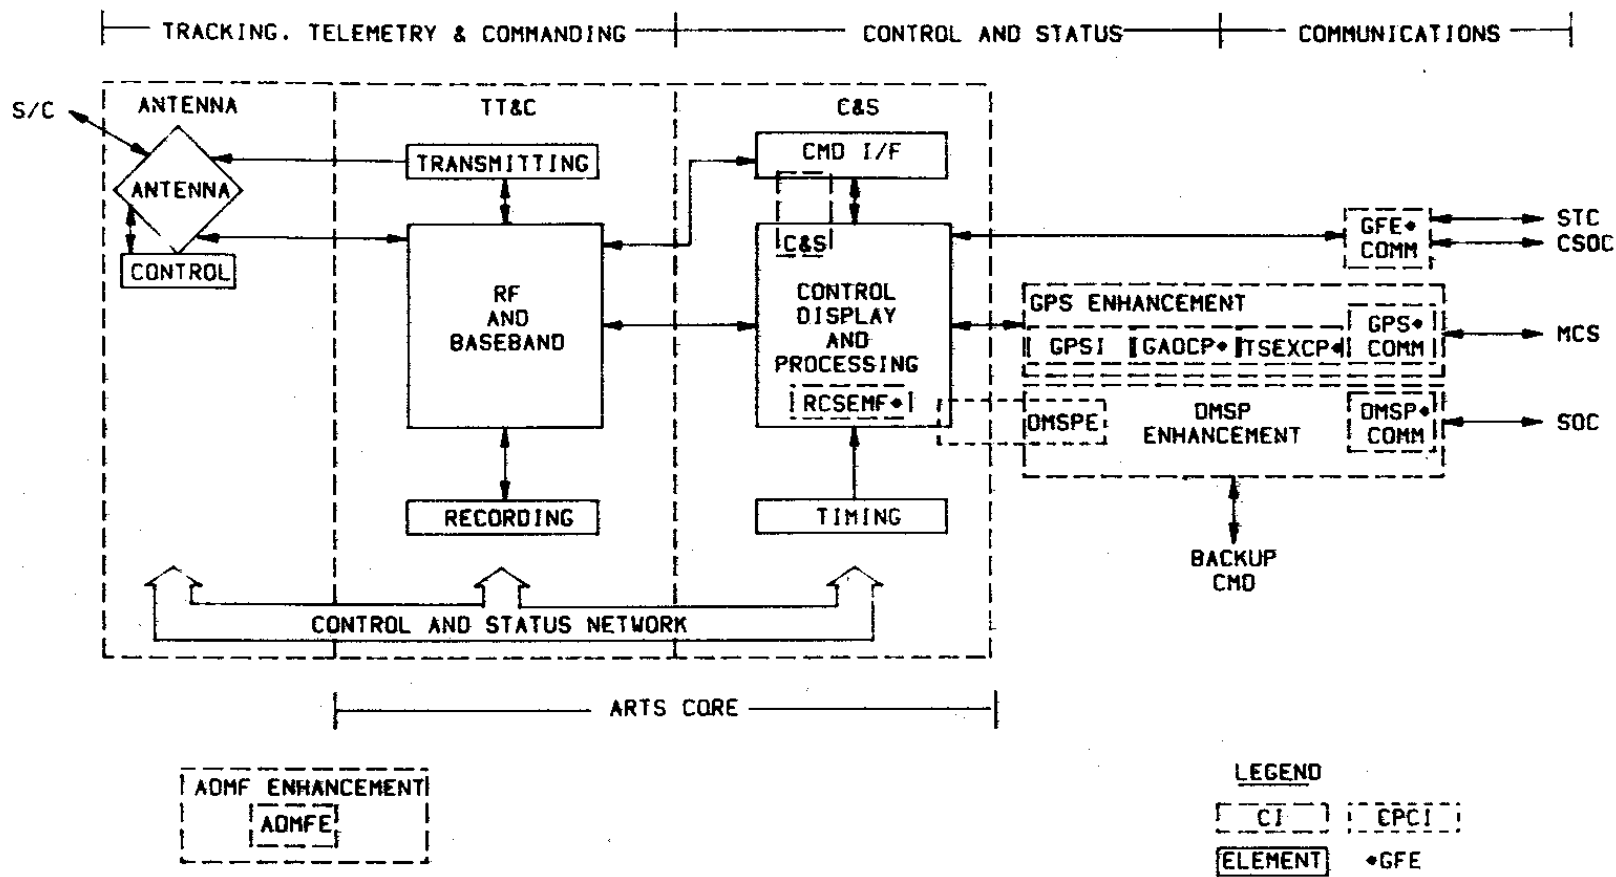 TRACKING. TELEMETRY & COMMANDING
CONTROL AND STATUS
COMMUNICATIONS
S/C
ANTENNA
TT&C
C&S
ANTENNA
TRANSMITTING
CMD I/F
CONTROL
C&S
RF
AND
BASEBAND
CONTROL
DISPLAY
AND
PROCESSING
RCSEMF◆
GFE◆
COMM
STC
CSOC
GPS ENHANCEMENT
GPSI
GAOCP◆
TSEXCP◆
GPS◆
COMM
MCS
DMSPE
DMSP
ENHANCEMENT
DMSP◆
COMM
SOC
RECORDING
TIMING
BACKUP
CMD
CONTROL AND STATUS NETWORK
ARTS CORE
ADMF ENHANCEMENT
ADMFE
LEGEND
CI
CPCI
ELEMENT
◆GFE